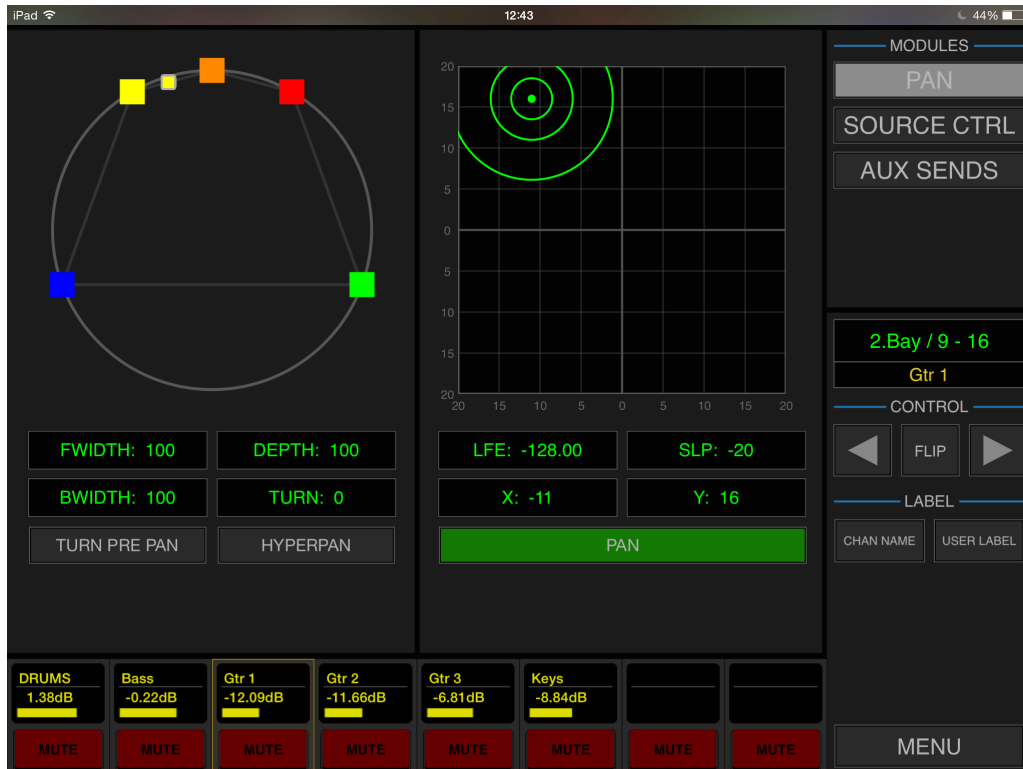 iPad 12:43 44%
MODULES
PAN
SOURCE CTRL
AUX SENDS
20
15
10
5
0
5
10
15
20
20 15 10 5 0 5 10 15 20
FWIDTH: 100 DEPTH: 100
BWIDTH: 100 TURN: 0
TURN PRE PAN HYPERPAN
LFE: -128.00 SLP: -20
X: -11 Y: 16
PAN
2.Bay / 9 - 16
Gtr 1
CONTROL
FLIP
LABEL
CHAN NAME USER LABEL
DRUMS Bass Gtr 1 Gtr 2 Gtr 3 Keys
1.38dB -0.22dB -12.09dB -11.66dB -6.81dB -8.84dB
MUTE MUTE MUTE MUTE MUTE MUTE MUTE MUTE
MENU